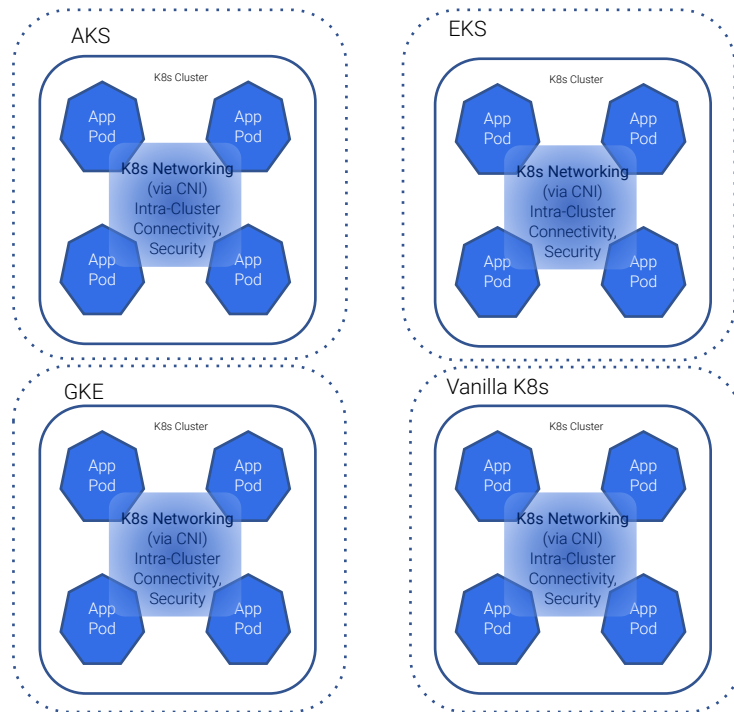 AKS
K8s Cluster
App
Pod
App
Pod
K8s Networking
(via CNI)
Intra-Cluster
Connectivity,
Security
App
Pod
App
Pod
EKS
K8s Cluster
App
Pod
App
Pod
K8s Networking
(via CNI)
Intra-Cluster
Connectivity,
Security
App
Pod
App
Pod
GKE
K8s Cluster
App
Pod
App
Pod
K8s Networking
(via CNI)
Intra-Cluster
Connectivity,
Security
App
Pod
App
Pod
Vanilla K8s
K8s Cluster
App
Pod
App
Pod
K8s Networking
(via CNI)
Intra-Cluster
Connectivity,
Security
App
Pod
App
Pod